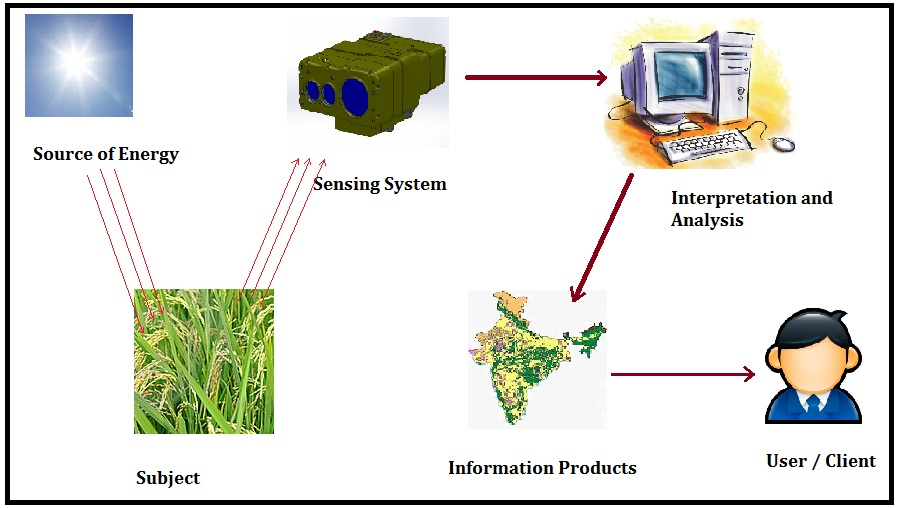 Source of Energy
Sensing System
Interpretation and
Analysis
Subject
Information Products
User / Client